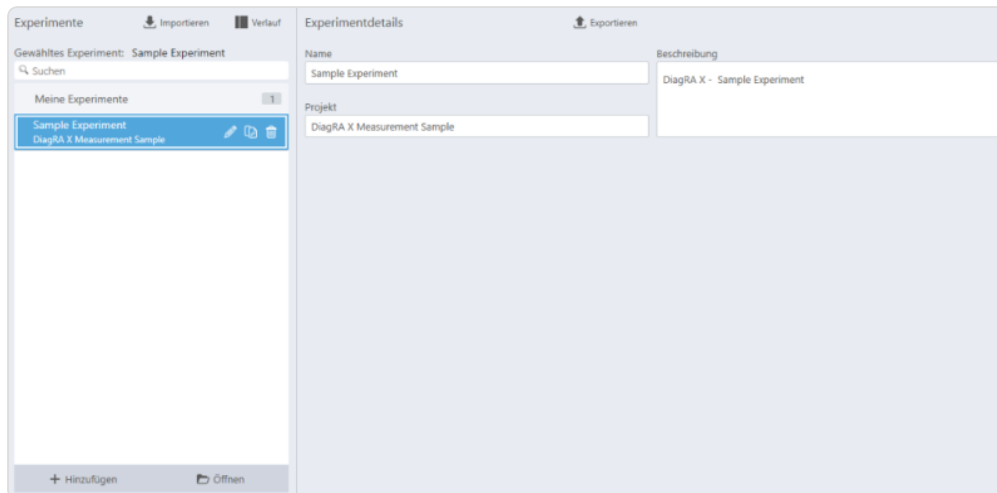 Experimente Importieren Verlauf
Gewähltes Experiment: Sample Experiment
Suchen
Meine Experimente 1
Sample Experiment
DiagRA X Measurement Sample
Hinzufügen Öffnen
Experimentdetails Exportieren
Name
Sample Experiment
Projekt
DiagRA X Measurement Sample
Beschreibung
DiagRA X - Sample Experiment